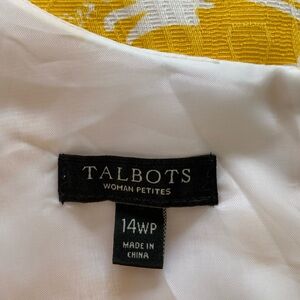 TALBOTS
WOMAN PETITES
14WP
MADE IN
CHINA